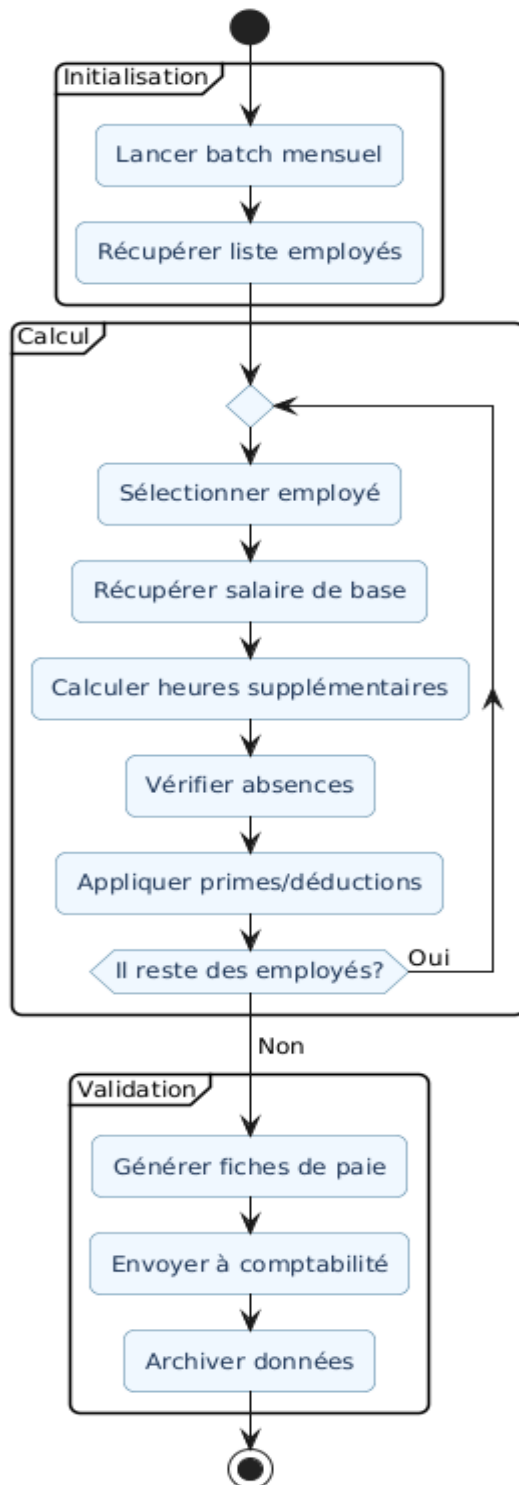 Initialisation
Lancer batch mensuel
Récupérer liste employés
Calcul
Sélectionner employé
Récupérer salaire de base
Calculer heures supplémentaires
Vérifier absences
Appliquer primes/déductions
Il reste des employés?
Oui
Non
Validation
Générer fiches de paie
Envoyer à comptabilité
Archiver données